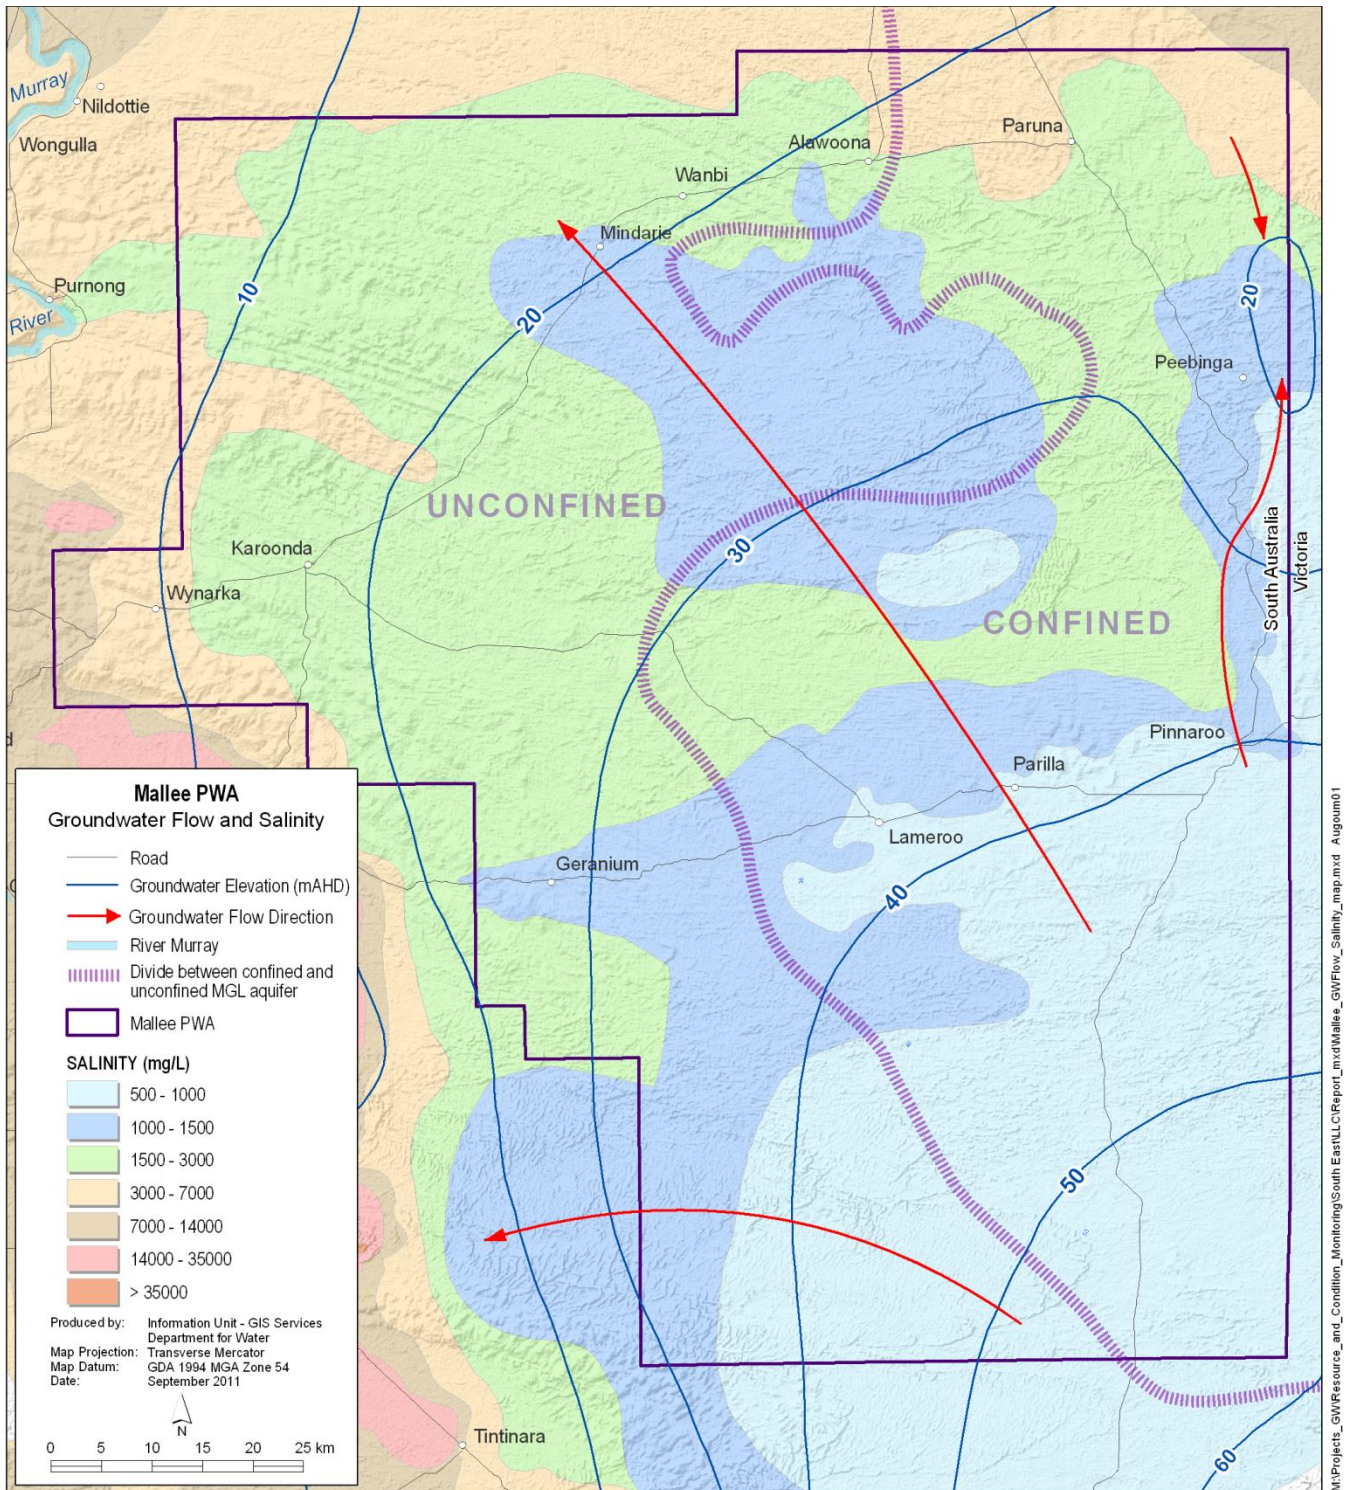 Murray
Nildottie
Wongulla
Paruna
Alawoona
Wanbi
Mindarie
10
20
20
Purnong
River
Peebinga
UNCONFINED
30
Karoonda
Wynarka
CONFINED
South Australia
Victoria
d
Pinnaroo
Parilla
Lameroo
Geranium
40
50
60
Tintinara
Mallee PWA
Groundwater Flow and Salinity
Road
Groundwater Elevation (mAHD)
Groundwater Flow Direction
River Murray
Divide between confined and
unconfined MGL aquifer
Mallee PWA
SALINITY (mg/L)
500 - 1000
1000 - 1500
1500 - 3000
3000 - 7000
7000 - 14000
14000 - 35000
> 35000
Produced by: Information Unit - GIS Services
Department for Water
Map Projection: Transverse Mercator
Map Datum: GDA 1994 MGA Zone 54
Date: September 2011
N
0 5 10 15 20 25 km
M:\Projects_GW\Resource_and_Condition_Monitoring\South East\LLC\Report_mxd\Mallee_GWFlow_Salinity_map.mxd Augoum01